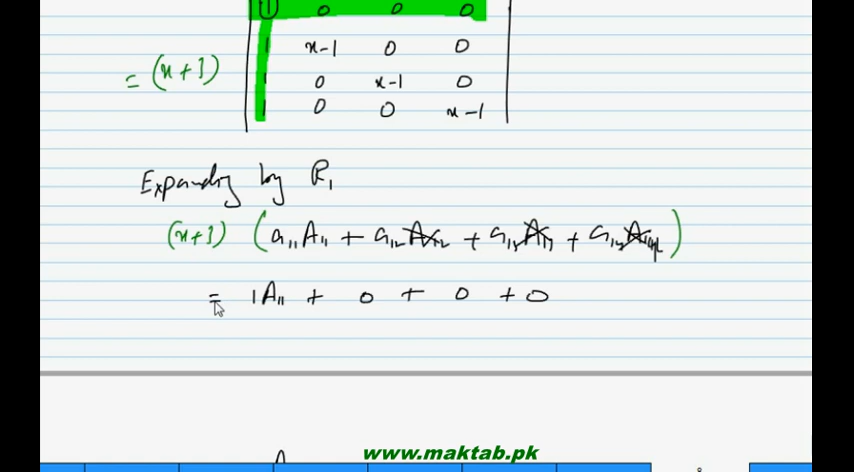 1 0 0 0
1 x-1 0 0
= (x+1)
1 0 x-1 0
1 0 0 x-1
Expanding by R₁
(x+1) (a₁₁A₁₁ + a₁₂A₁₂ + a₁₃A₁₃ + a₁₄A₁₄)
= 1A₁₁ + 0 + 0 + 0
www.maktab.pk